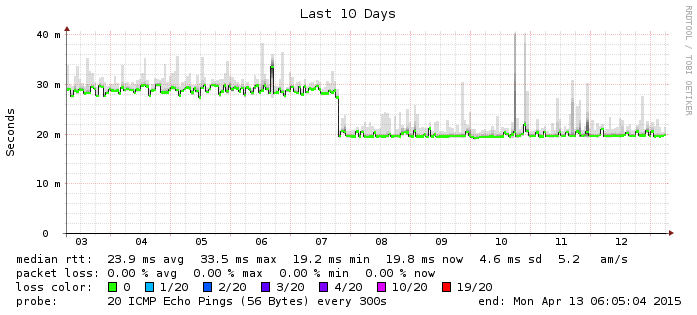 Last 10 Days
RRDTOOL / TOBI OETIKER
Seconds
40 m
30 m
20 m
10 m
0
03 04 05 06 07 08 09 10 11 12
median rtt: 23.9 ms avg 33.5 ms max 19.2 ms min 19.8 ms now 4.6 ms sd 5.2 am/s
packet loss: 0.00 % avg 0.00 % max 0.00 % min 0.00 % now
loss color: 0 1/20 2/20 3/20 4/20 10/20 19/20
probe: 20 ICMP Echo Pings (56 Bytes) every 300s end: Mon Apr 13 06:05:04 2015